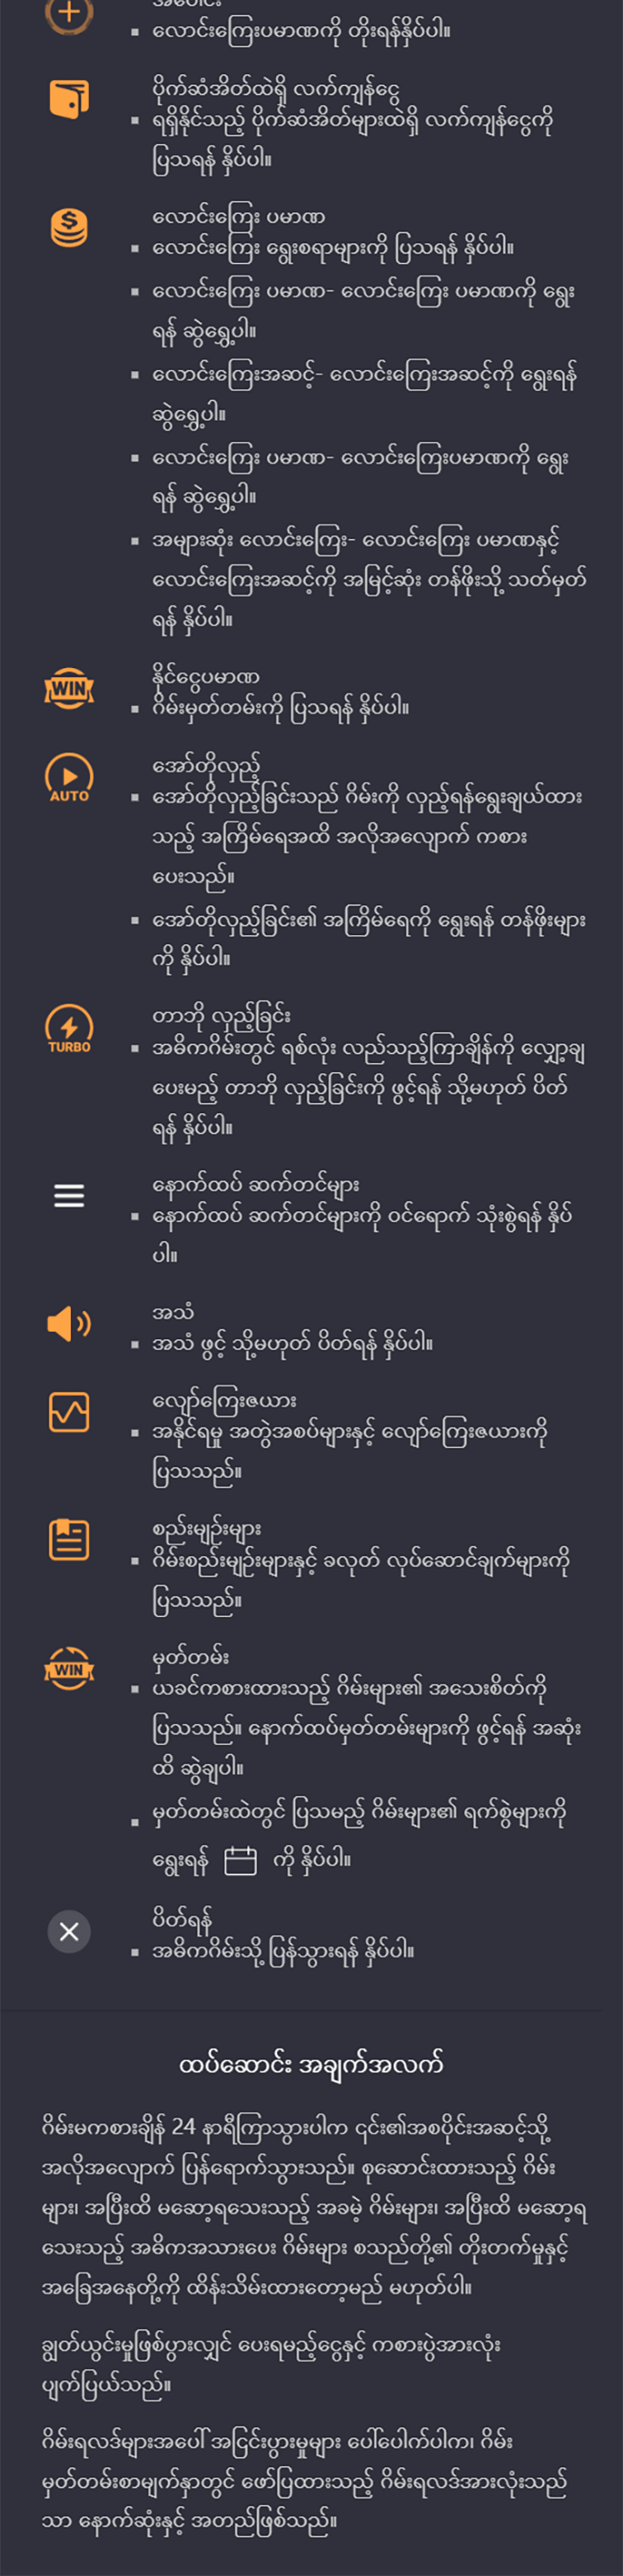 အပေါင်း
လောင်းကြေးပမာဏကို တိုးရန်နှိပ်ပါ။
ပိုက်ဆံအိတ်ထဲရှိ လက်ကျန်ငွေ
ရရှိနိုင်သည့် ပိုက်ဆံအိတ်များထဲရှိ လက်ကျန်ငွေကို
ပြသရန် နှိပ်ပါ။
လောင်းကြေး ပမာဏ
လောင်းကြေး ရွေးစရာများကို ပြသရန် နှိပ်ပါ။
လောင်းကြေး ပမာဏ- လောင်းကြေး ပမာဏကို ရွေး
ရန် ဆွဲရွှေ့ပါ။
လောင်းကြေးအဆင့်- လောင်းကြေးအဆင့်ကို ရွေးရန်
ဆွဲရွှေ့ပါ။
လောင်းကြေး ပမာဏ- လောင်းကြေးပမာဏကို ရွေး
ရန် ဆွဲရွှေ့ပါ။
အများဆုံး လောင်းကြေး- လောင်းကြေး ပမာဏနှင့်
လောင်းကြေးအဆင့်ကို အမြင့်ဆုံး တန်ဖိုးသို့ သတ်မှတ်
ရန် နှိပ်ပါ။
WIN
နိုင်ငွေပမာဏ
ဂိမ်းမှတ်တမ်းကို ပြသရန် နှိပ်ပါ။
AUTO
အော်တိုလှည့်
အော်တိုလှည့်ခြင်းသည် ဂိမ်းကို လှည့်ရန်ရွေးချယ်ထား
သည့် အကြိမ်ရေအထိ အလိုအလျောက် ကစား
ပေးသည်။
အော်တိုလှည့်ခြင်း၏ အကြိမ်ရေကို ရွေးရန် တန်ဖိုးများ
ကို နှိပ်ပါ။
TURBO
တာဘို လှည့်ခြင်း
အဓိကဂိမ်းတွင် ရစ်လုံး လည်သည့်ကြာချိန်ကို လျှော့ချ
ပေးမည့် တာဘို လှည့်ခြင်းကို ဖွင့်ရန် သို့မဟုတ် ပိတ်
ရန် နှိပ်ပါ။
နောက်ထပ် ဆက်တင်များ
နောက်ထပ် ဆက်တင်များကို ဝင်ရောက် သုံးစွဲရန် နှိပ်
ပါ။
အသံ
အသံ ဖွင့် သို့မဟုတ် ပိတ်ရန် နှိပ်ပါ။
လျော်ကြေးဇယား
အနိုင်ရမှု အတွဲအစပ်များနှင့် လျော်ကြေးဇယားကို
ပြသသည်။
စည်းမျဉ်းများ
ဂိမ်းစည်းမျဉ်းများနှင့် ခလုတ် လုပ်ဆောင်ချက်များကို
ပြသသည်။
WIN
မှတ်တမ်း
ယခင်ကစားထားသည့် ဂိမ်းများ၏ အသေးစိတ်ကို
ပြသသည်။ နောက်ထပ်မှတ်တမ်းများကို ဖွင့်ရန် အဆုံး
ထိ ဆွဲချပါ။
မှတ်တမ်းထဲတွင် ပြသမည့် ဂိမ်းများ၏ ရက်စွဲများကို
ရွေးရန် ကို နှိပ်ပါ။
ပိတ်ရန်
အဓိကဂိမ်းသို့ ပြန်သွားရန် နှိပ်ပါ။
ထပ်ဆောင်း အချက်အလက်
ဂိမ်းမကစားချိန် 24 နာရီကြာသွားပါက ၎င်း၏အစပိုင်းအဆင့်သို့
အလိုအလျောက် ပြန်ရောက်သွားသည်။ စုဆောင်းထားသည့် ဂိမ်း
များ၊ အပြီးထိ မဆော့ရသေးသည့် အခမဲ့ ဂိမ်းများ၊ အပြီးထိ မဆော့ရ
သေးသည့် အဓိကအသားပေး ဂိမ်းများ စသည်တို့၏ တိုးတက်မှုနှင့်
အခြေအနေတို့ကို ထိန်းသိမ်းထားတော့မည် မဟုတ်ပါ။
ချွတ်ယွင်းမှုဖြစ်ပွားလျှင် ပေးရမည့်ငွေနှင့် ကစားပွဲအားလုံး
ပျက်ပြယ်သည်။
ဂိမ်းရလဒ်များအပေါ် အငြင်းပွားမှုများ ပေါ်ပေါက်ပါက၊ ဂိမ်း
မှတ်တမ်းစာမျက်နှာတွင် ဖော်ပြထားသည့် ဂိမ်းရလဒ်အားလုံးသည်
သာ နောက်ဆုံးနှင့် အတည်ဖြစ်သည်။